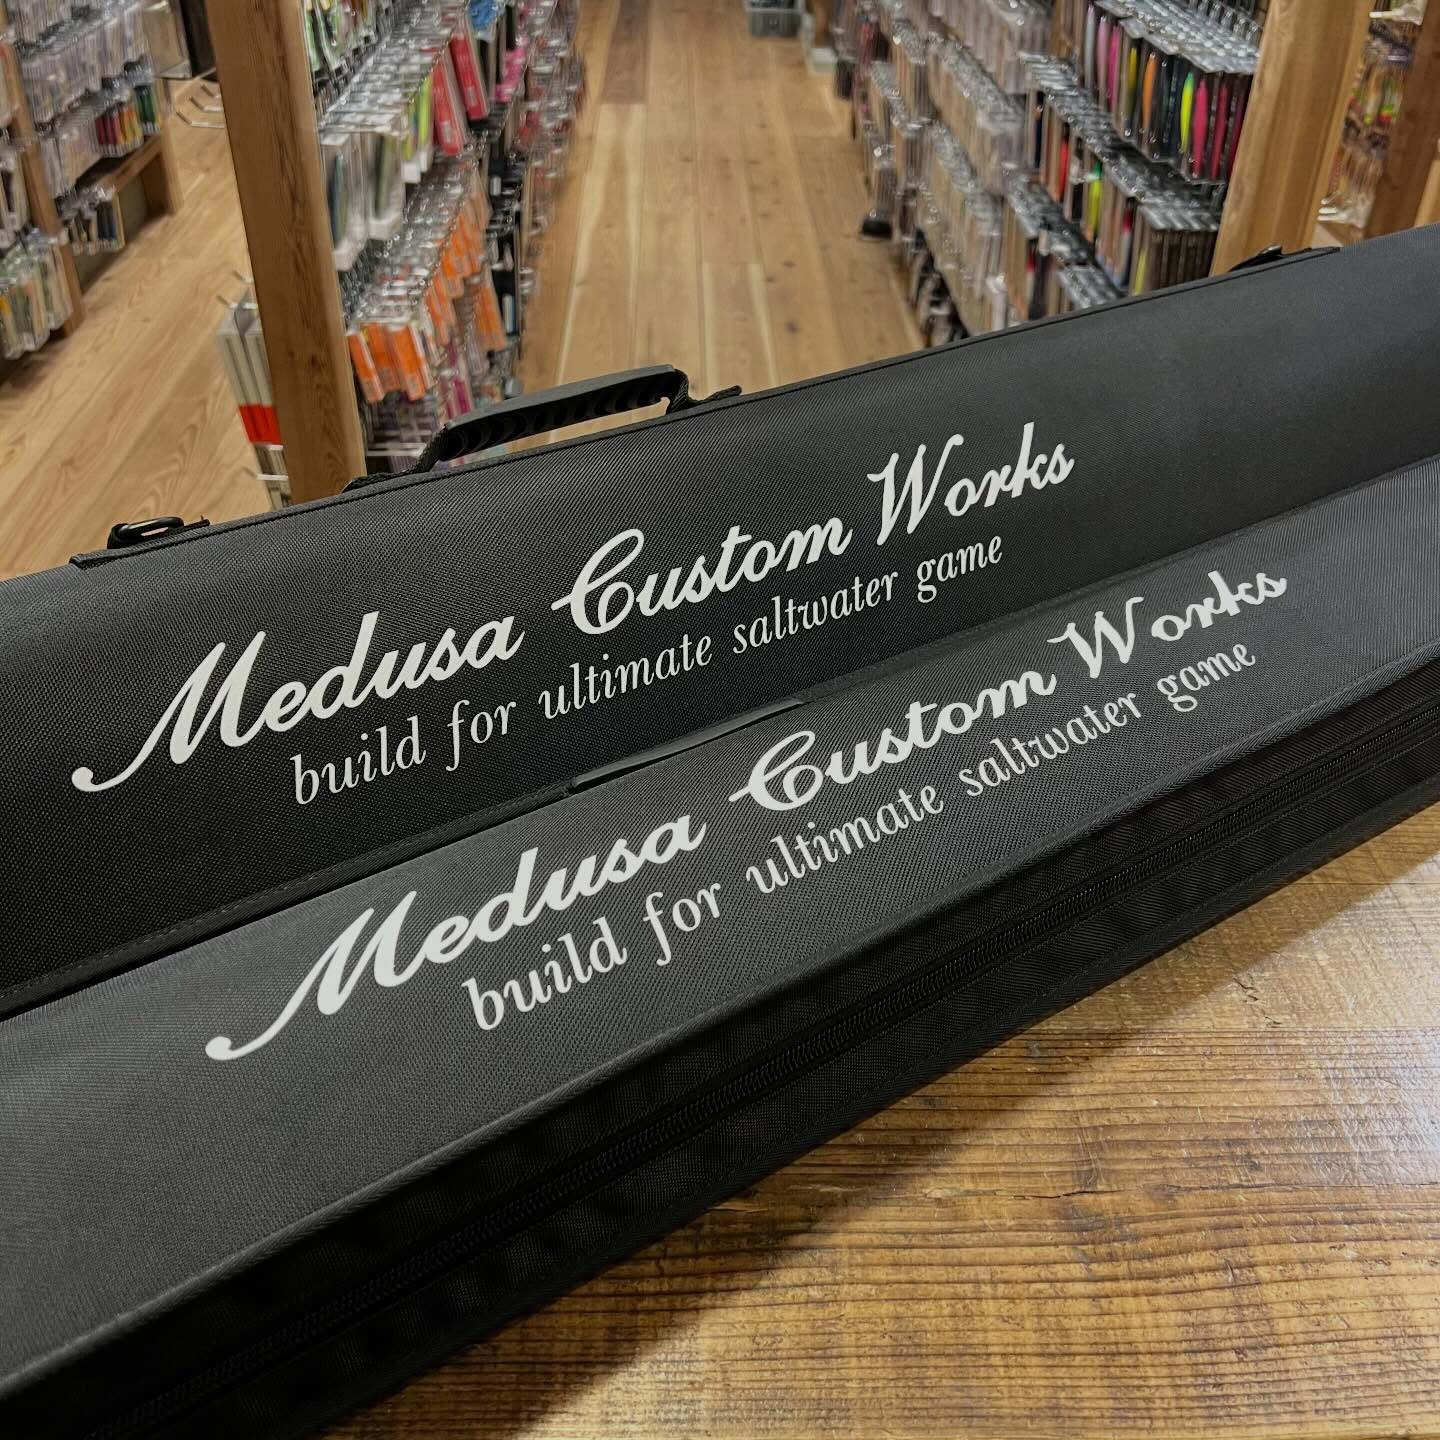 Medusa Custom Works
build for ultimate saltwater game
Medusa Custom Works
build for ultimate saltwater game